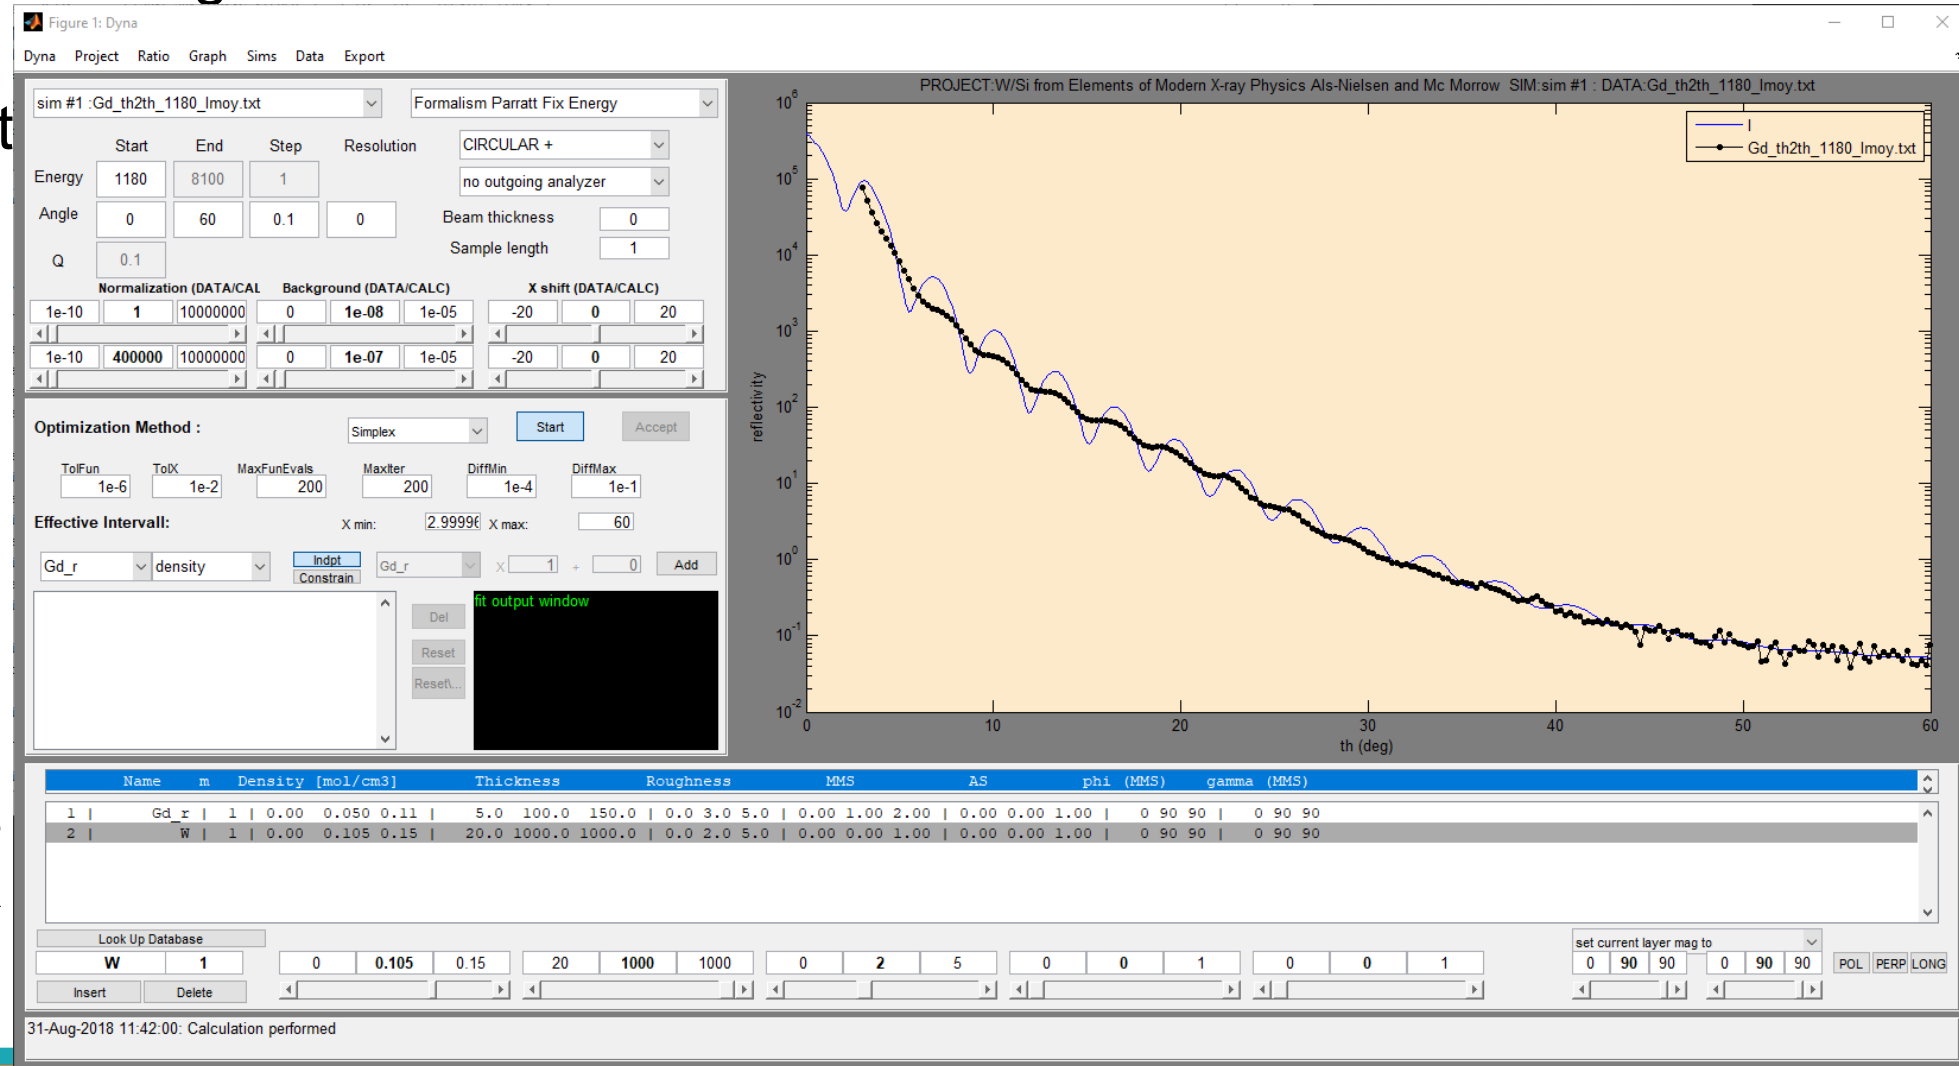 Figure 1: Dyna
Dyna Project Ratio Graph Sims Data Export
sim #1 :Gd_th2th_1180_Imoy.txt
Formalism Parratt Fix Energy
Start End Step Resolution
CIRCULAR +
Energy 1180 8100 1
no outgoing analyzer
Angle 0 60 0.1 0
Beam thickness 0
Sample length 1
Q 0.1
Normalization (DATA/CAL Background (DATA/CALC) X shift (DATA/CALC)
1e-10 1 10000000 0 1e-08 1e-05 -20 0 20
1e-10 400000 10000000 0 1e-07 1e-05 -20 0 20
Optimization Method :
Simplex
Start
Accept
TolFun TolX MaxFunEvals MaxIter DiffMin DiffMax
1e-6 1e-2 200 200 1e-4 1e-1
Effective Intervall:
X min: 2.99996 X max: 60
Gd_r density Indpt Constrain Gd_r X 1 + 0 Add
Del
Reset
Reset\...
fit output window
PROJECT:W/Si from Elements of Modern X-ray Physics Als-Nielsen and Mc Morrow SIM:sim #1 : DATA:Gd_th2th_1180_Imoy.txt
I
Gd_th2th_1180_Imoy.txt
reflectivity
10^6
10^5
10^4
10^3
10^2
10^1
10^0
10^-1
10^-2
0 10 20 30 40 50 60
th (deg)
Name m Density [mol/cm3] Thickness Roughness MMS AS phi (MMS) gamma (MMS)
1 | Gd_r | 1 | 0.00 0.050 0.11 | 5.0 100.0 150.0 | 0.0 3.0 5.0 | 0.00 1.00 2.00 | 0.00 0.00 1.00 | 0 90 90 | 0 90 90
2 | W | 1 | 0.00 0.105 0.15 | 20.0 1000.0 1000.0 | 0.0 2.0 5.0 | 0.00 0.00 1.00 | 0.00 0.00 1.00 | 0 90 90 | 0 90 90
Look Up Database
set current layer mag to
W 1 0 0.105 0.15 20 1000 1000 0 2 5 0 0 1 0 0 1 0 90 90 0 90 90 POL PERP LONG
Insert Delete
31-Aug-2018 11:42:00: Calculation performed